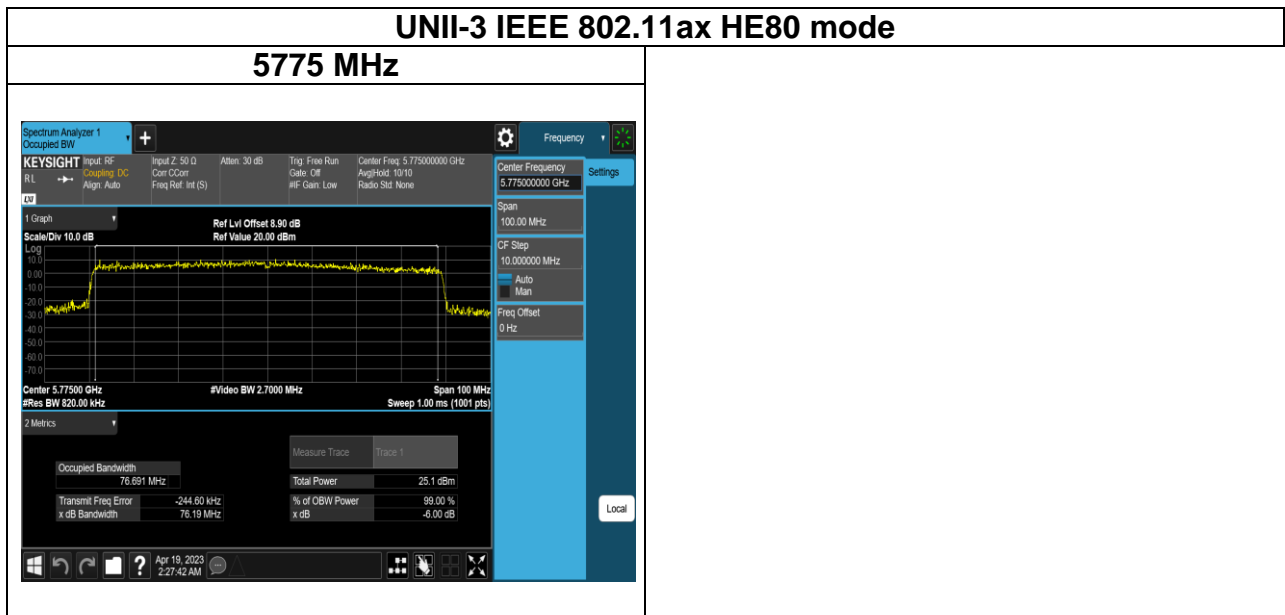 UNII-3 IEEE 802.11ax HE80 mode
5775 MHz
Spectrum Analyzer 1
Occupied BW
Frequency
KEYSIGHT
RL
LXI
Input: RF
Coupling: DC
Align: Auto
Input Z: 50 Ω
Corr CCorr
Freq Ref: Int (S)
Atten: 30 dB
Trig: Free Run
Gate: Off
#IF Gain: Low
Center Freq: 5.775000000 GHz
Avg|Hold: 10/10
Radio Std: None
Center Frequency
5.775000000 GHz
Settings
Span
100.00 MHz
CF Step
10.000000 MHz
Auto
Man
Freq Offset
0 Hz
Local
1 Graph
Scale/Div 10.0 dB
Ref Lvl Offset 8.90 dB
Ref Value 20.00 dBm
Log
10.0
0.00
-10.0
-20.0
-30.0
-40.0
-50.0
-60.0
-70.0
Center 5.77500 GHz
#Video BW 2.7000 MHz
Span 100 MHz
#Res BW 820.00 kHz
Sweep 1.00 ms (1001 pts)
2 Metrics
Measure Trace
Trace 1
Occupied Bandwidth
76.691 MHz
Total Power
25.1 dBm
Transmit Freq Error
-244.60 kHz
% of OBW Power
99.00 %
x dB Bandwidth
76.19 MHz
x dB
-6.00 dB
?
Apr 19, 2023
2:27:42 AM